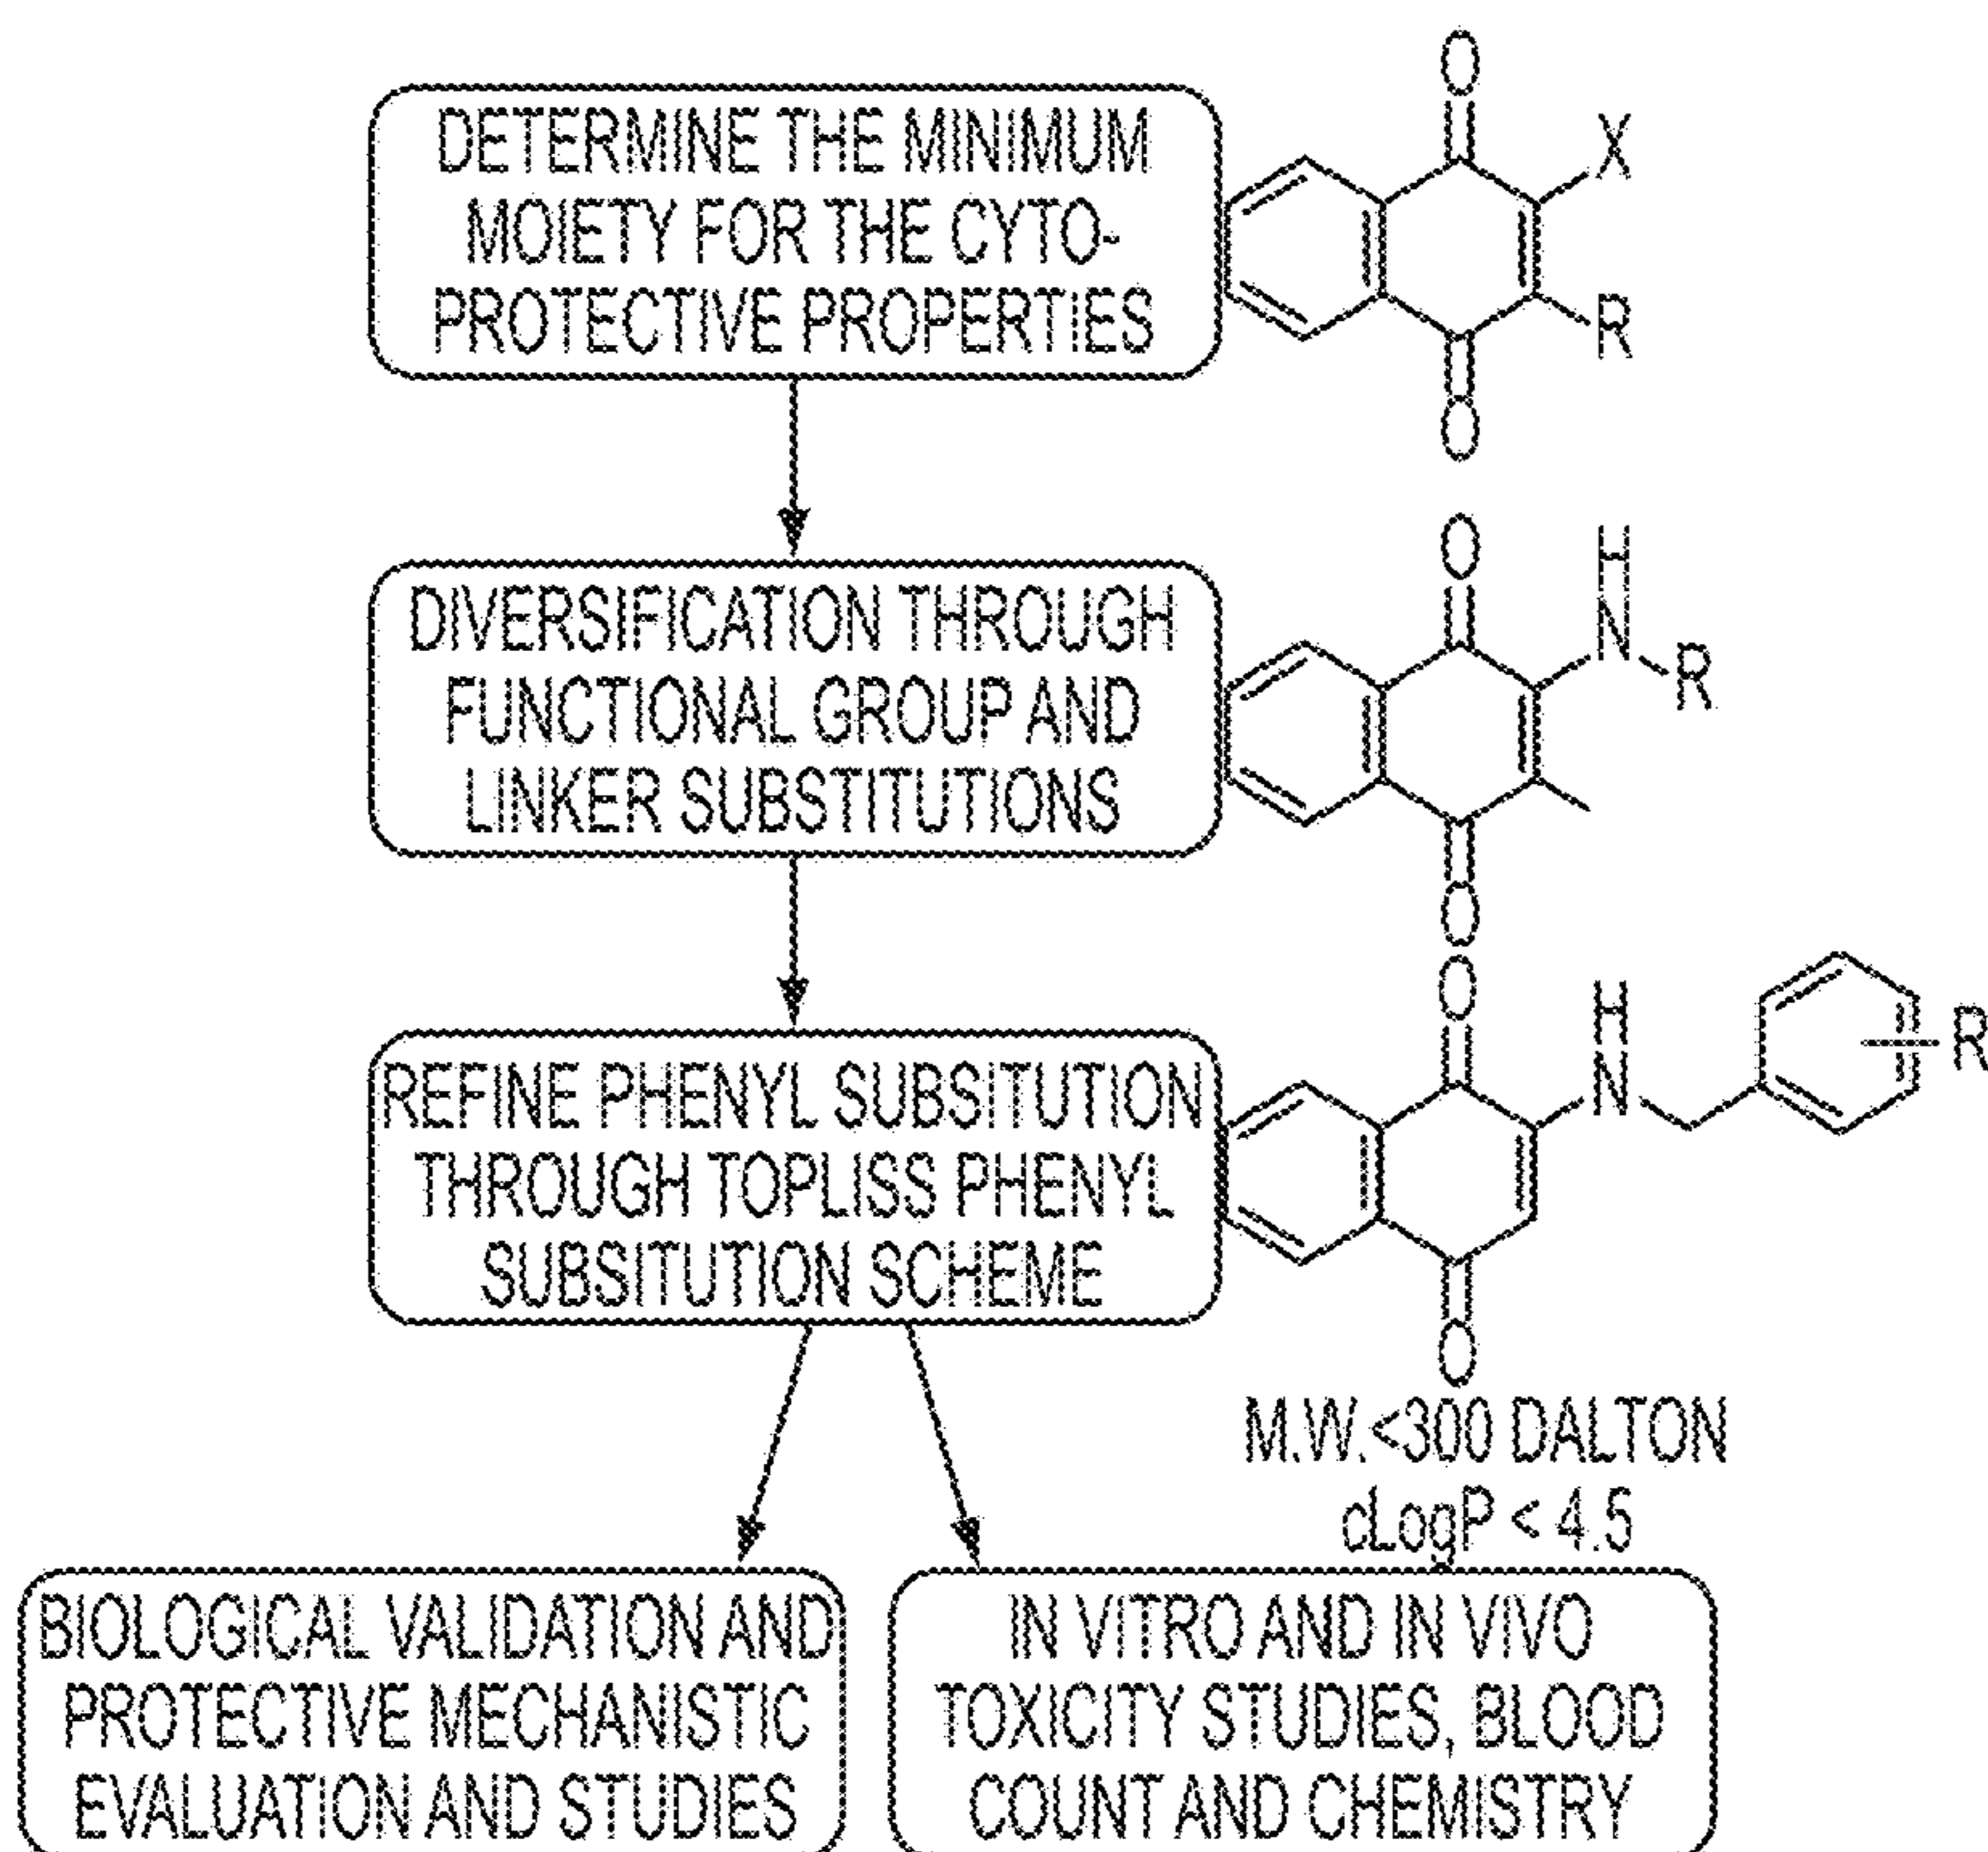 DETERMINE THE MINIMUM
MOIETY FOR THE CYTO-
PROTECTIVE PROPERTIES
O
X
R
O
DIVERSIFICATION THROUGH
FUNCTIONAL GROUP AND
LINKER SUBSTITUTIONS
O
H
N
R
O
REFINE PHENYL SUBSITUTION
THROUGH TOPLISS PHENYL
SUBSITUTION SCHEME
O
H
N
R
O
M.W.<300 DALTON
cLogP < 4.5
BIOLOGICAL VALIDATION AND
PROTECTIVE MECHANISTIC
EVALUATION AND STUDIES
IN VITRO AND IN VIVO
TOXICITY STUDIES, BLOOD
COUNT AND CHEMISTRY